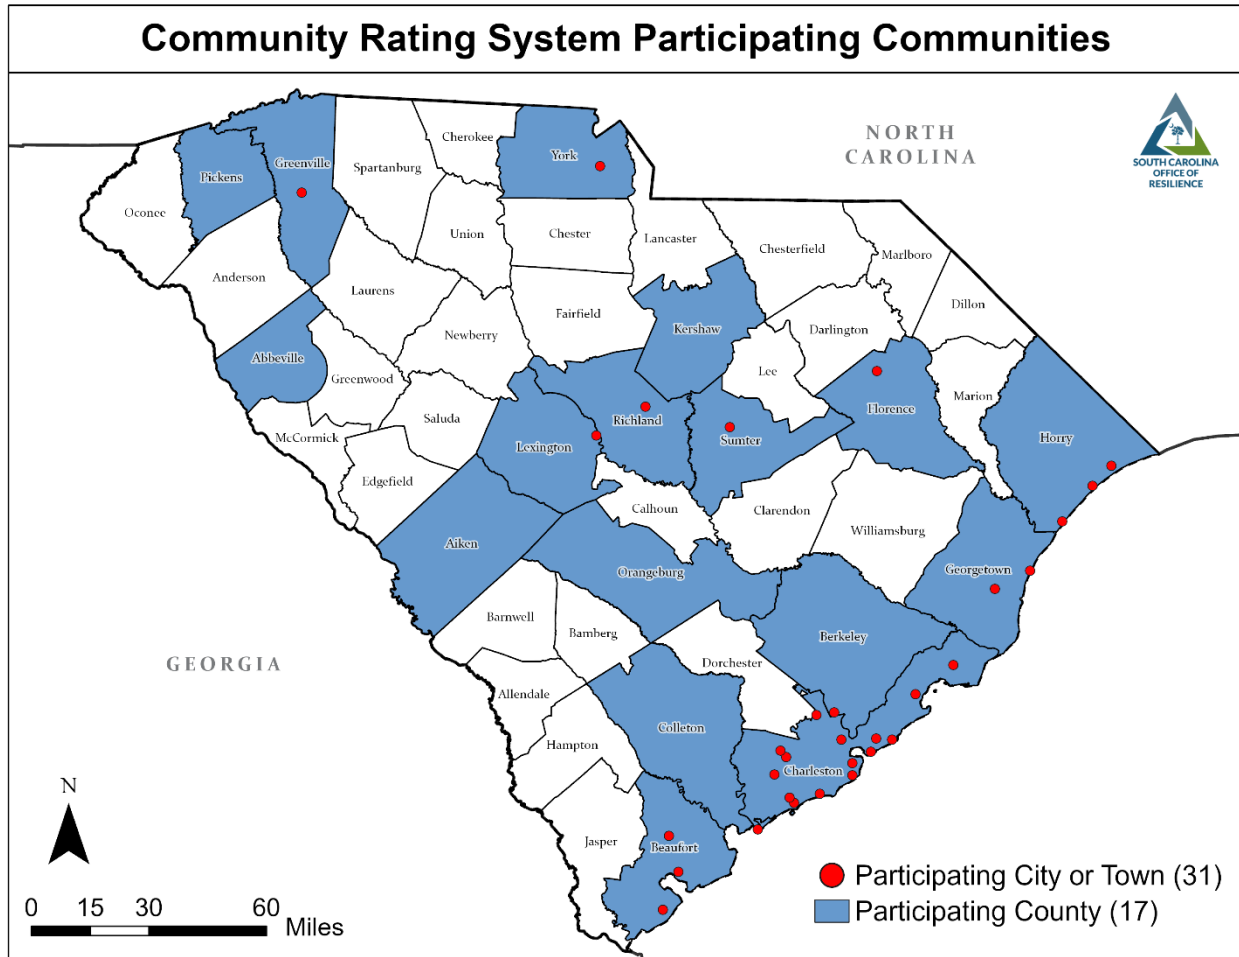 Community Rating System Participating Communities
NORTH
CAROLINA
SOUTH CAROLINA
OFFICE OF
RESILIENCE
Cherokee
York
Greenville
Spartanburg
Pickens
Oconee
Union
Chester
Lancaster
Chesterfield
Marlboro
Anderson
Laurens
Dillon
Fairfield
Newberry
Kershaw
Darlington
Abbeville
Greenwood
Lee
Marion
Saluda
Richland
Florence
McCormick
Lexington
Sumter
Horry
Edgefield
Calhoun
Clarendon
Williamsburg
Aiken
Orangeburg
Georgetown
Barnwell
Bamberg
Berkeley
GEORGIA
Dorchester
Allendale
Colleton
Hampton
Charleston
N
Jasper
Beaufort
Participating City or Town (31)
Participating County (17)
0 15 30 60
Miles